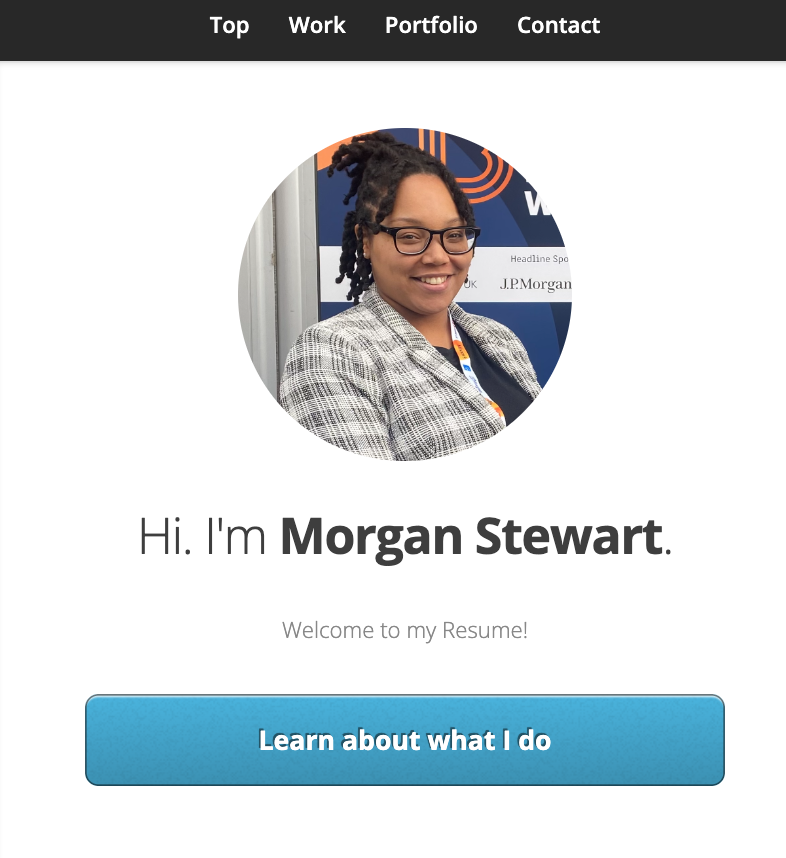 Top Work Portfolio Contact
W
Headline Spo
UK J.P.Morgan
Hi. I'm Morgan Stewart.
Welcome to my Resume!
Learn about what I do